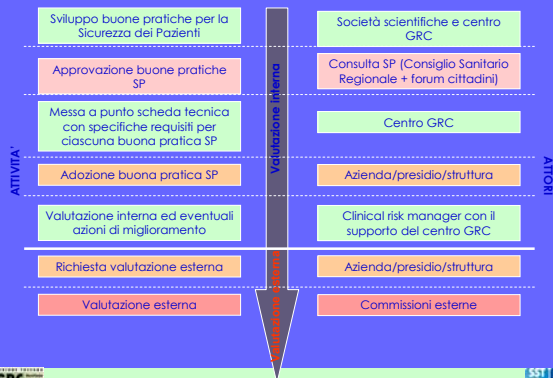 Sviluppo buone pratiche per la
Sicurezza dei Pazienti
Società scientifiche e centro
GRC
Approvazione buone pratiche
SP
Consulta SP (Consiglio Sanitario
Regionale + forum cittadini)
Messa a punto scheda tecnica
con specifiche requisiti per
ciascuna buona pratica SP
Centro GRC
Adozione buona pratica SP
Azienda/presidio/struttura
Valutazione interna ed eventuali
azioni di miglioramento
Clinical risk manager con il
supporto del centro GRC
Richiesta valutazione esterna
Azienda/presidio/struttura
Valutazione esterna
Commissioni esterne
ATTIVITA'
Valutazione interna
Valutazione esterna
ATTORI
SST